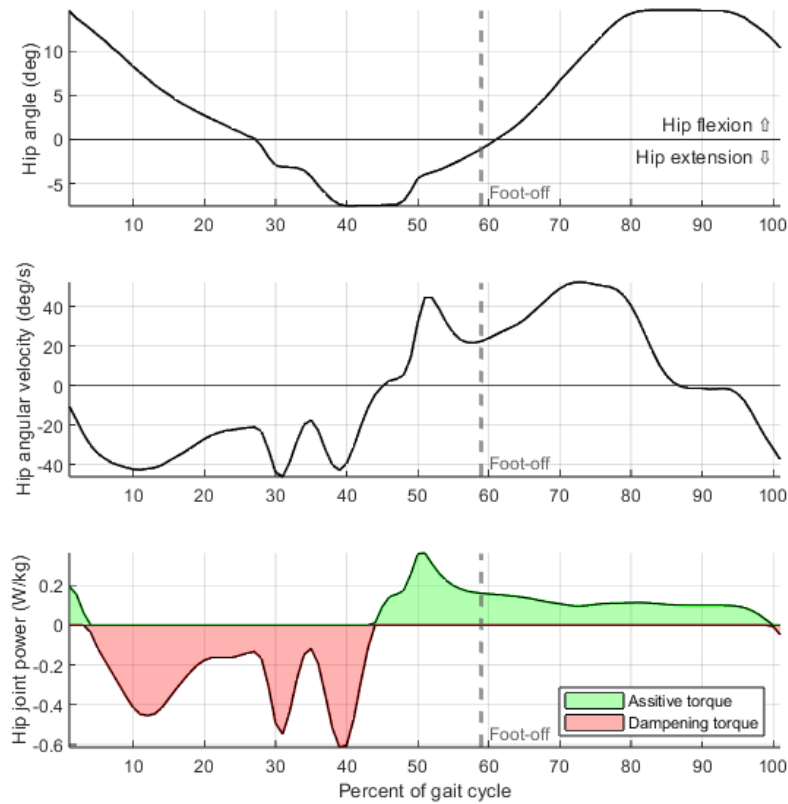 Hip angle (deg)
10
5
0
-5
Hip flexion ⇧
Hip extension ⇩
Foot-off
10 20 30 40 50 60 70 80 90 100
Hip angular velocity (deg/s)
40
20
0
-20
-40
Foot-off
10 20 30 40 50 60 70 80 90 100
Hip joint power (W/kg)
0.2
0
-0.2
-0.4
-0.6
Assitive torque
Dampening torque
Foot-off
10 20 30 40 50 60 70 80 90 100
Percent of gait cycle